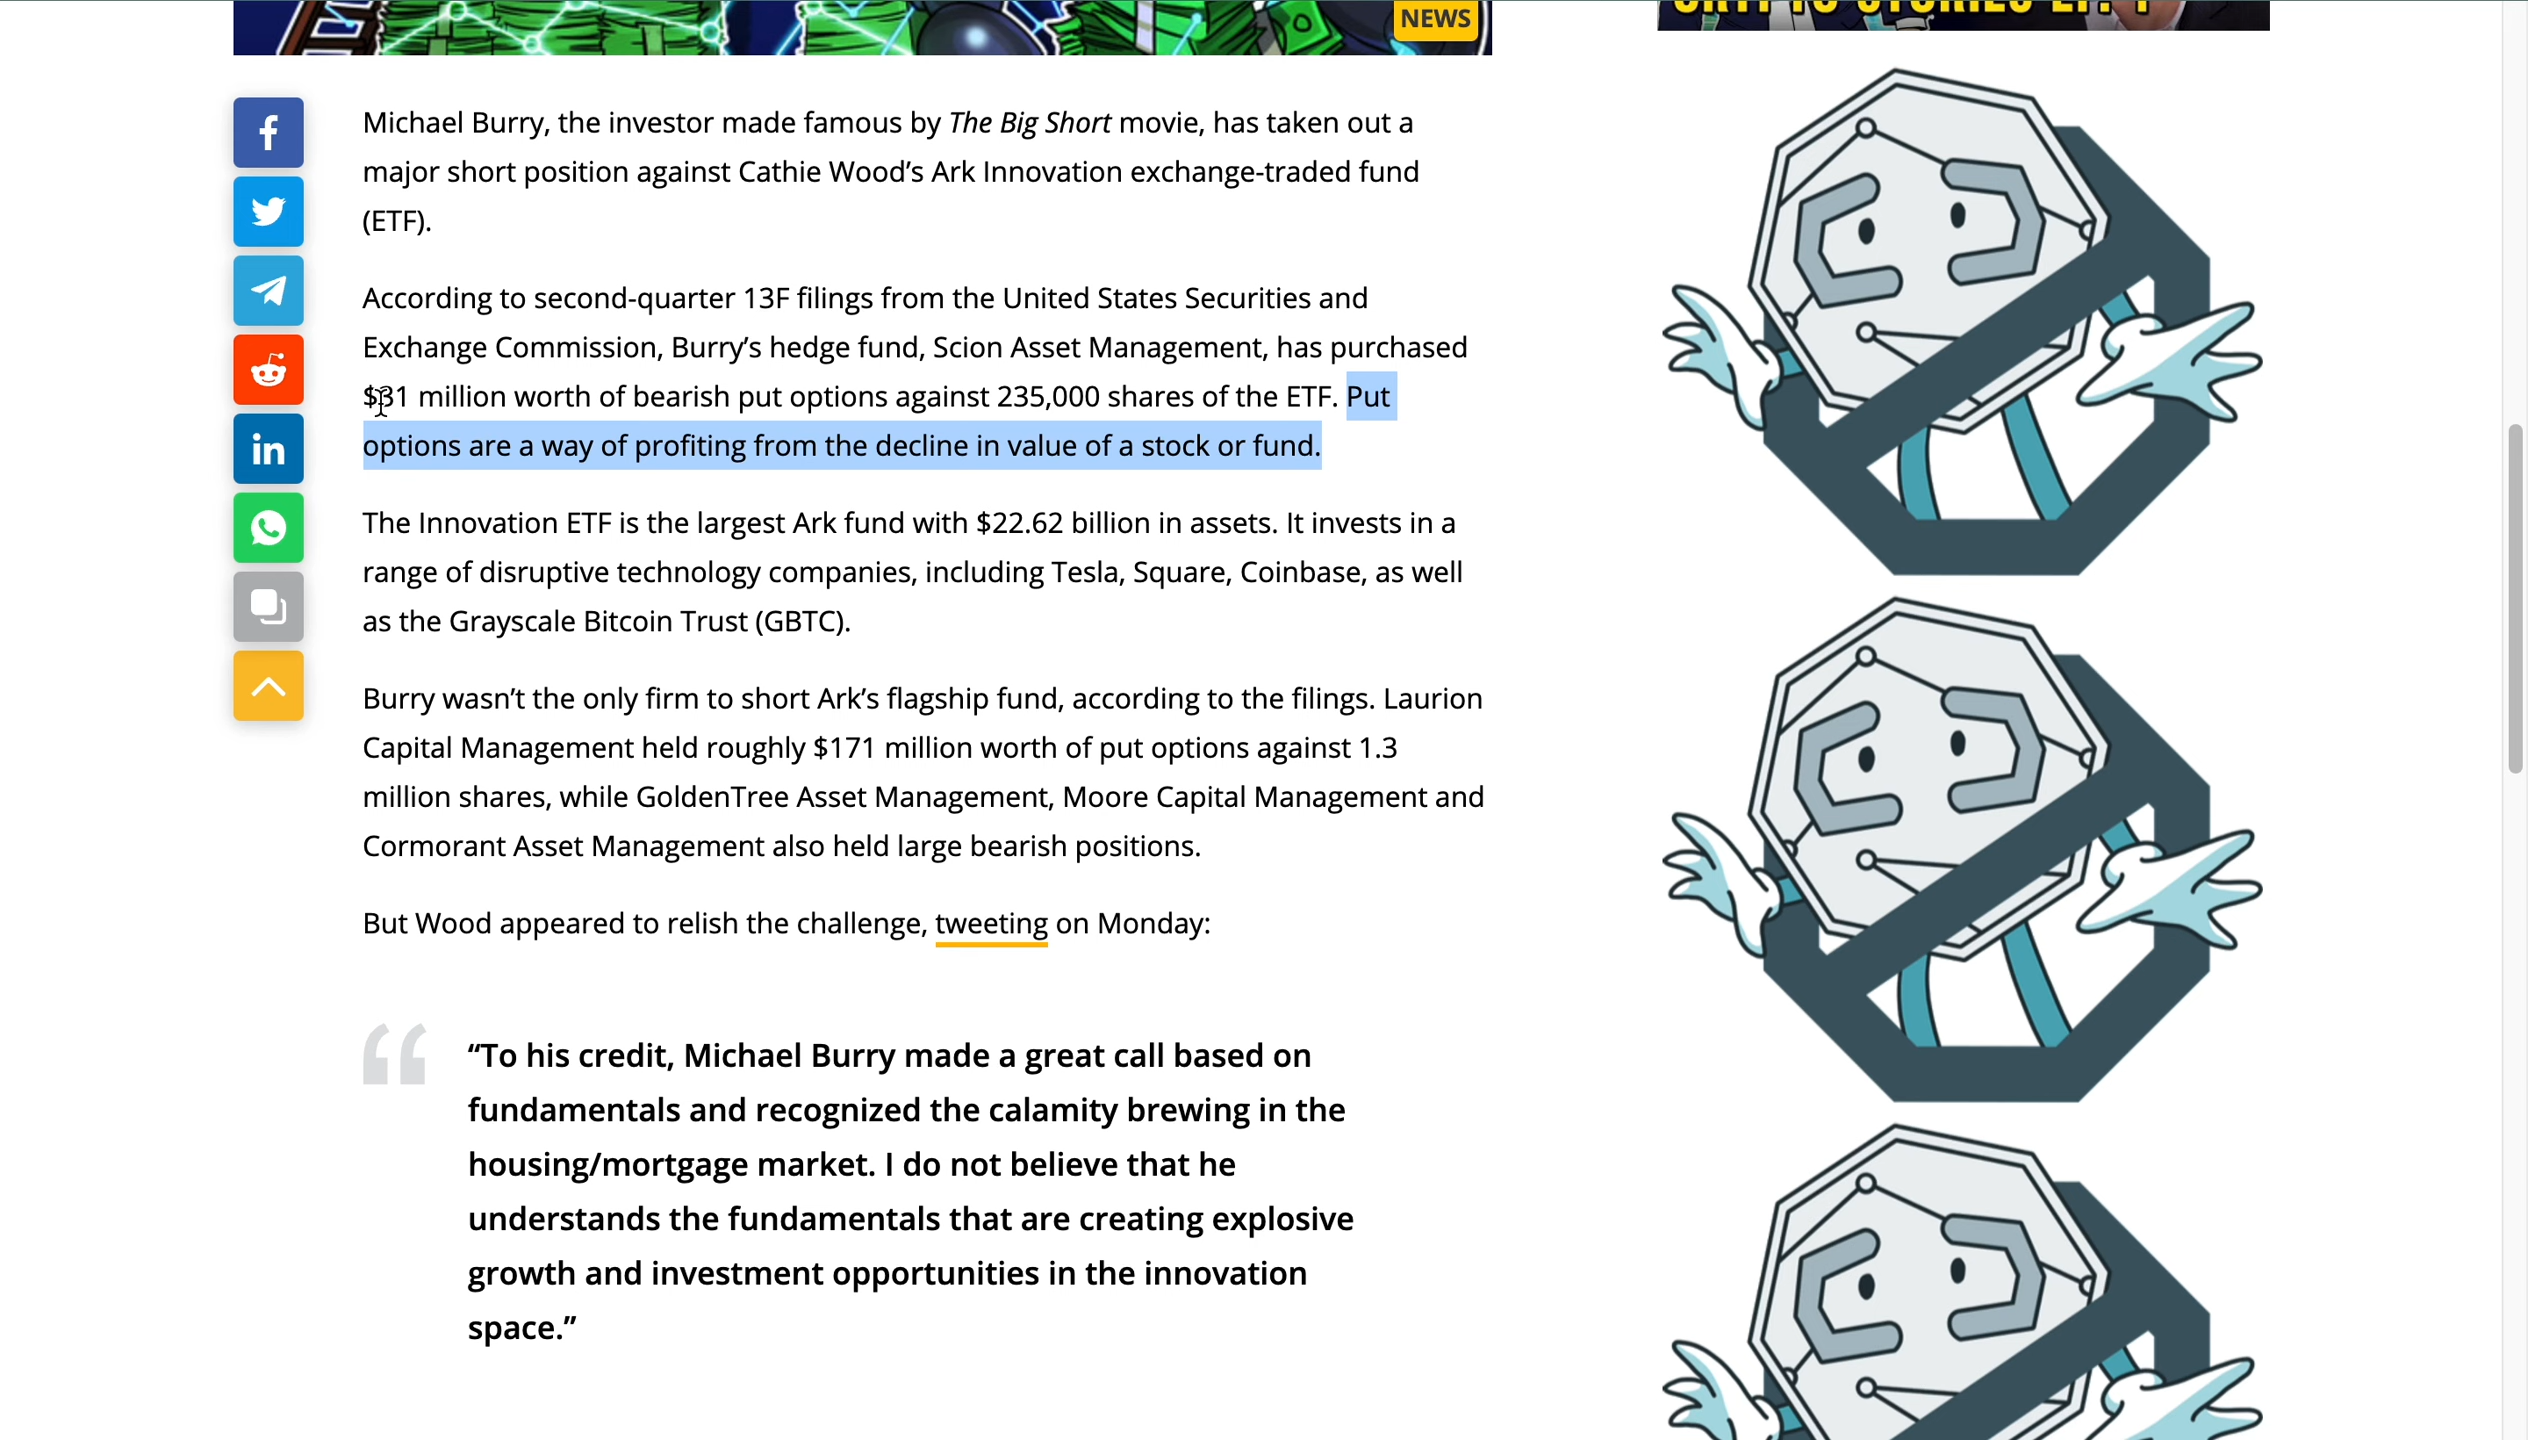 NEWS
Michael Burry, the investor made famous by The Big Short movie, has taken out a
major short position against Cathie Wood’s Ark Innovation exchange-traded fund
(ETF).
According to second-quarter 13F filings from the United States Securities and
Exchange Commission, Burry’s hedge fund, Scion Asset Management, has purchased
$31 million worth of bearish put options against 235,000 shares of the ETF. Put
options are a way of profiting from the decline in value of a stock or fund.
The Innovation ETF is the largest Ark fund with $22.62 billion in assets. It invests in a
range of disruptive technology companies, including Tesla, Square, Coinbase, as well
as the Grayscale Bitcoin Trust (GBTC).
Burry wasn’t the only firm to short Ark’s flagship fund, according to the filings. Laurion
Capital Management held roughly $171 million worth of put options against 1.3
million shares, while GoldenTree Asset Management, Moore Capital Management and
Cormorant Asset Management also held large bearish positions.
But Wood appeared to relish the challenge, tweeting on Monday:
“To his credit, Michael Burry made a great call based on
fundamentals and recognized the calamity brewing in the
housing/mortgage market. I do not believe that he
understands the fundamentals that are creating explosive
growth and investment opportunities in the innovation
space.”